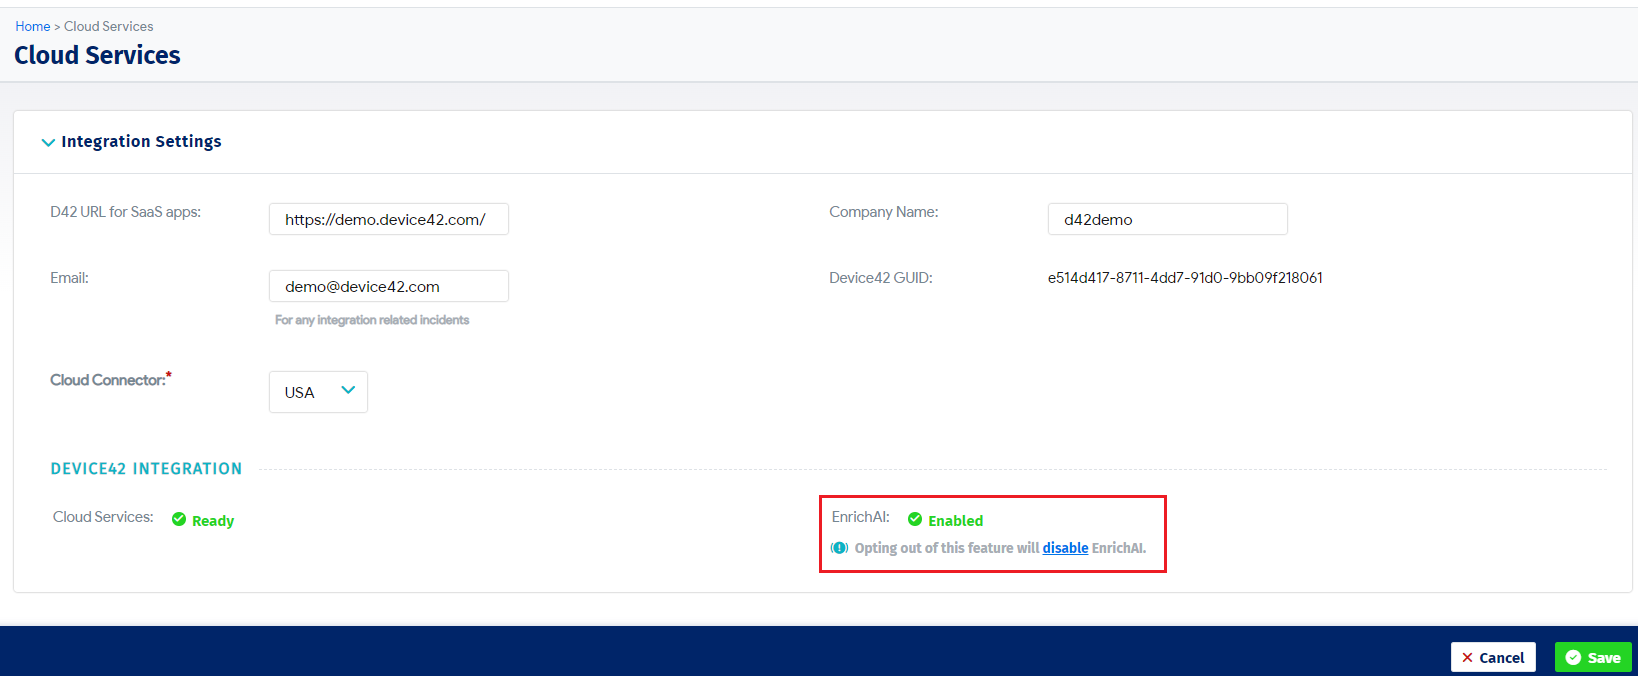 Home > Cloud Services
Cloud Services
Integration Settings
D42 URL for SaaS apps: https://demo.device42.com/ Company Name: d42demo
Email: demo@device42.com Device42 GUID: e514d417-8711-4dd7-91d0-9bb09f218061
For any integration related incidents
Cloud Connector:* USA
DEVICE42 INTEGRATION
Cloud Services: Ready EnrichAI: Enabled
Opting out of this feature will disable EnrichAI.
Cancel Save